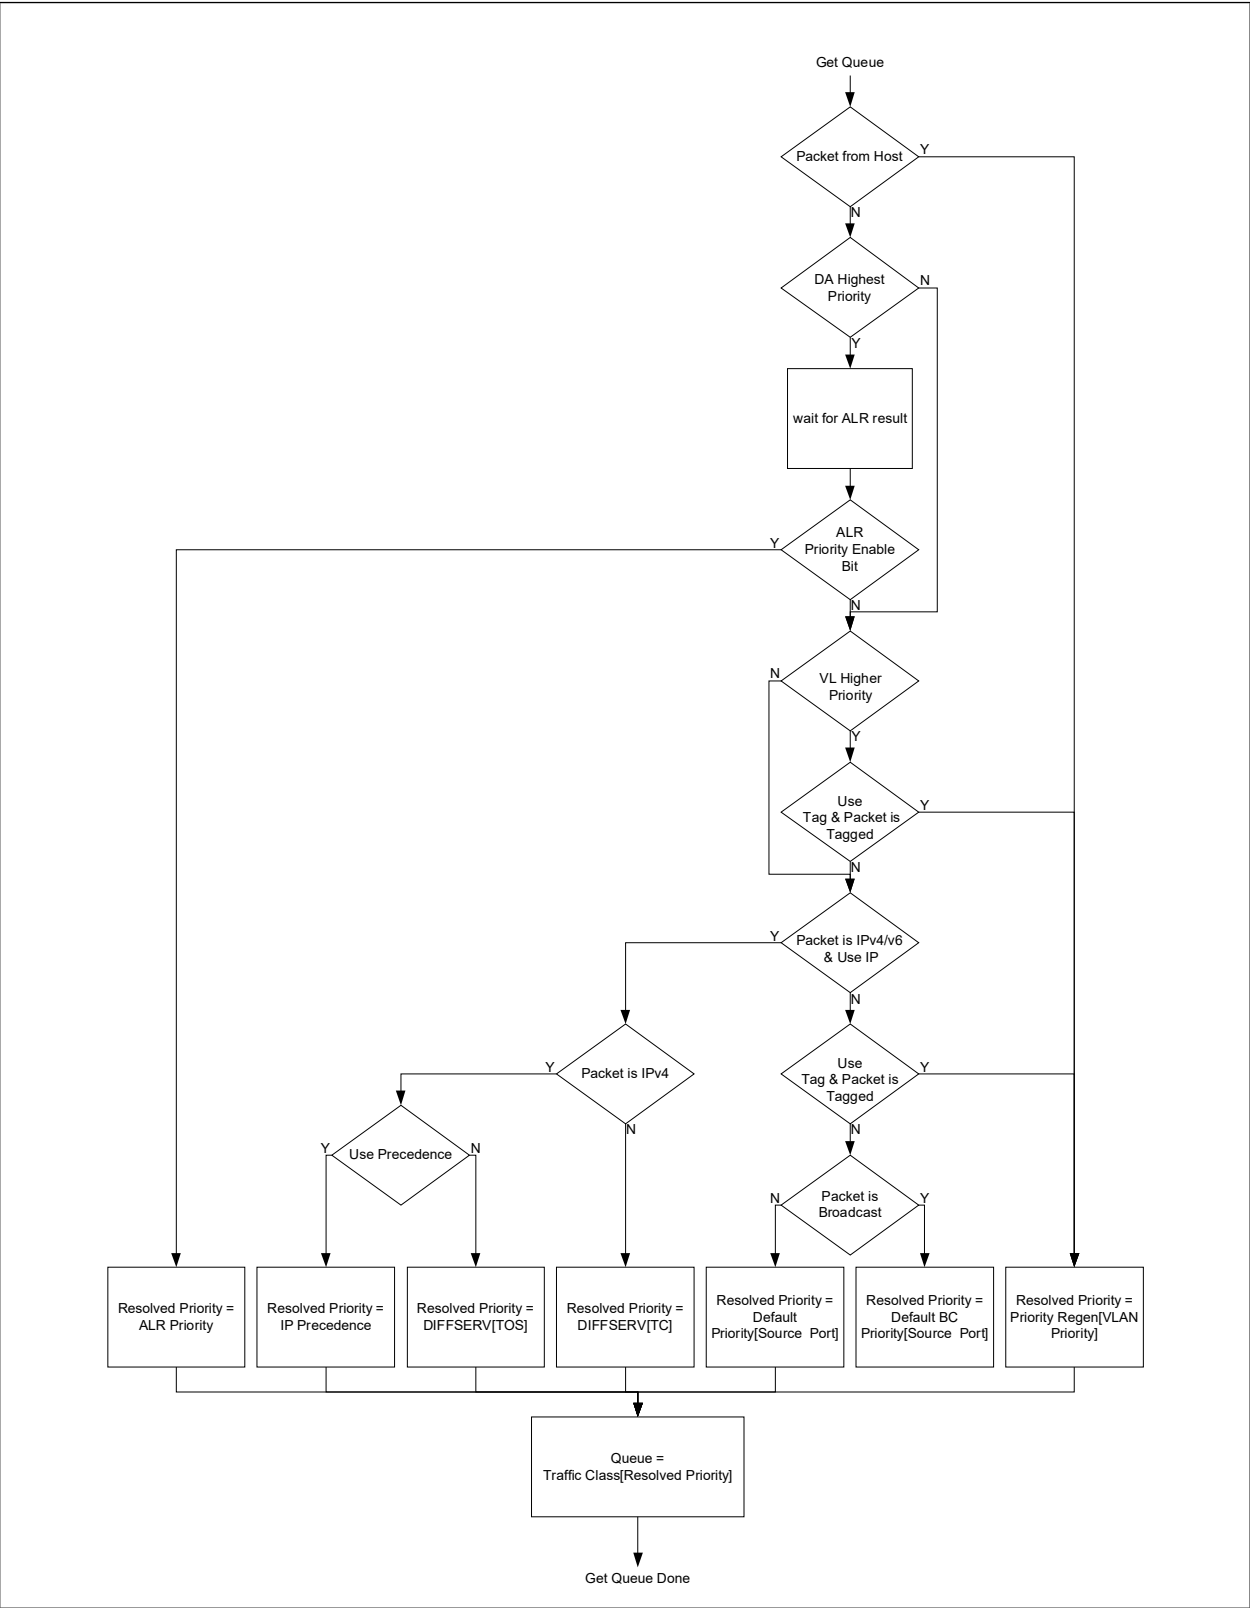 Get Queue
Packet from Host
Y
N
DA Highest
Priority
N
Y
wait for ALR result
ALR
Priority Enable
Bit
Y
N
VL Higher
Priority
N
Y
Use
Tag & Packet is
Tagged
Y
N
Packet is IPv4/v6
& Use IP
Y
N
Packet is IPv4
Y
N
Use
Tag & Packet is
Tagged
Y
N
Use Precedence
Y
N
Packet is
Broadcast
N
Y
Resolved Priority =
ALR Priority
Resolved Priority =
IP Precedence
Resolved Priority =
DIFFSERV[TOS]
Resolved Priority =
DIFFSERV[TC]
Resolved Priority =
Default
Priority[Source Port]
Resolved Priority =
Default BC
Priority[Source Port]
Resolved Priority =
Priority Regen[VLAN
Priority]
Queue =
Traffic Class[Resolved Priority]
Get Queue Done